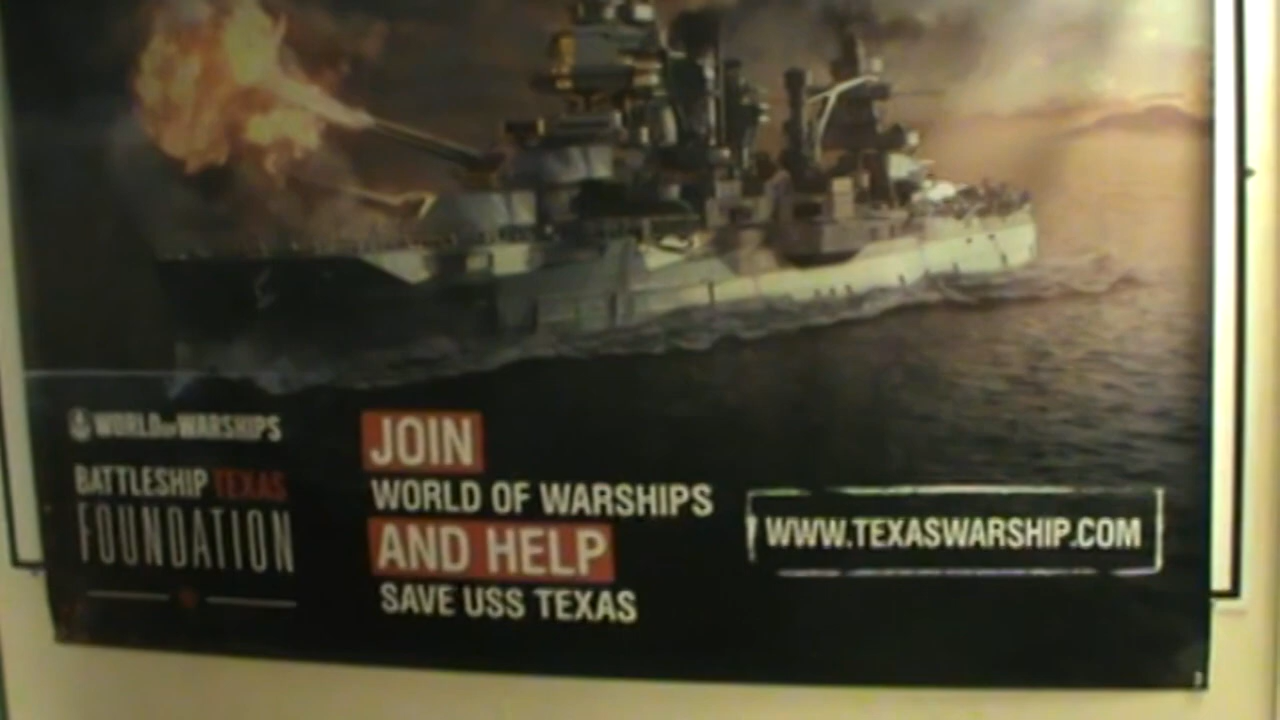 WORLD OF WARSHIPS
BATTLESHIP TEXAS
FOUNDATION
JOIN
WORLD OF WARSHIPS
AND HELP
SAVE USS TEXAS
WWW.TEXASWARSHIP.COM